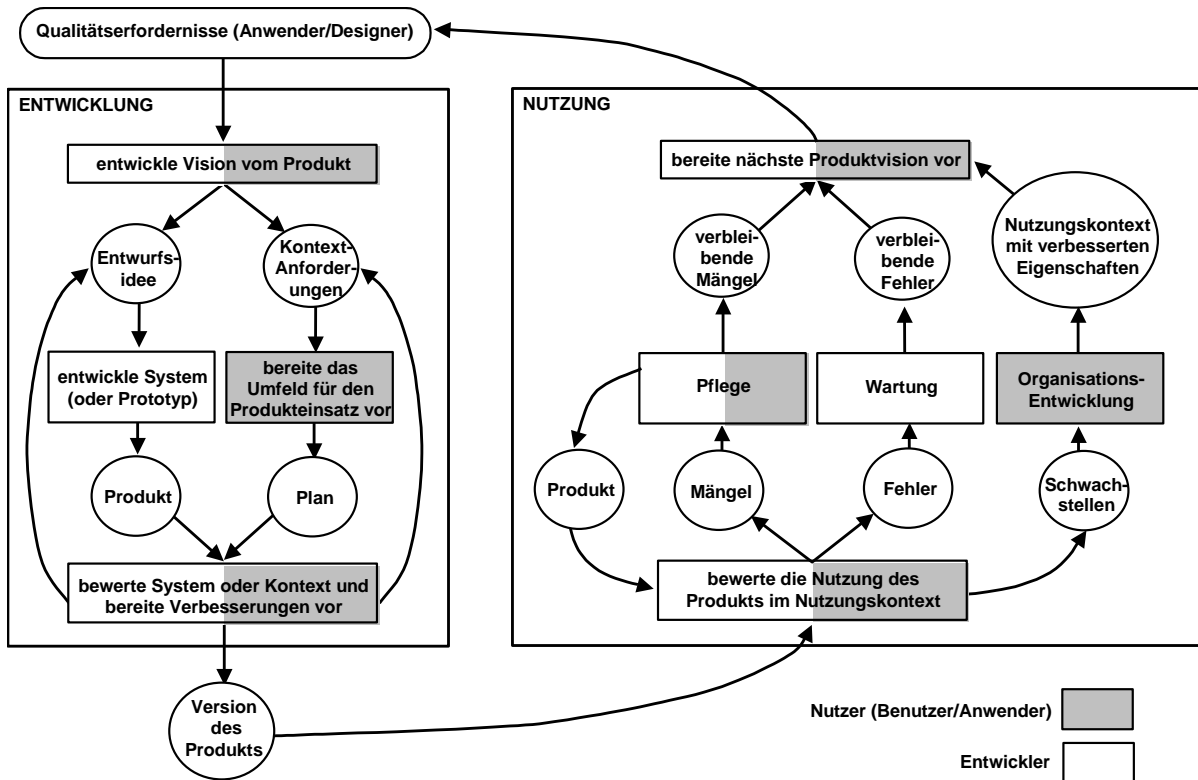 Qualitätserfordernisse (Anwender/Designer)
ENTWICKLUNG
entwickle Vision vom Produkt
Entwurfs-
idee
Kontext-
Anforder-
ungen
entwickle System
(oder Prototyp)
bereite das
Umfeld für den
Produkteinsatz vor
Produkt
Plan
bewerte System oder Kontext und
bereite Verbesserungen vor
Version
des
Produkts
NUTZUNG
bereite nächste Produktvision vor
verblei-
bende
Mängel
verblei-
bende
Fehler
Nutzungskontext
mit verbesserten
Eigenschaften
Pflege
Wartung
Organisations-
Entwicklung
Produkt
Mängel
Fehler
Schwach-
stellen
bewerte die Nutzung des
Produkts im Nutzungskontext
Nutzer (Benutzer/Anwender)
Entwickler